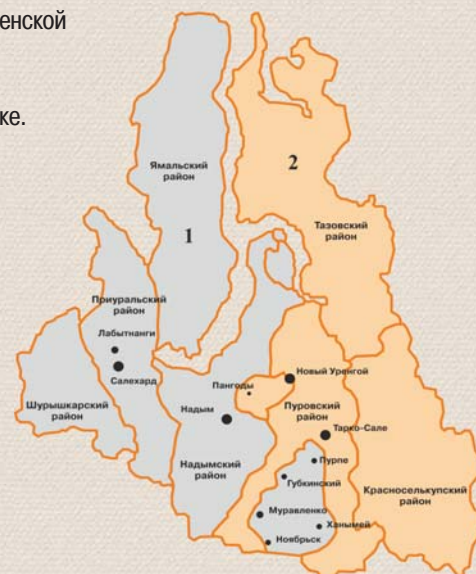 енской
ке.
Ямальский
район
1
2
Тазовский
район
Приуральский
район
Лабытнанги
Салехард
Шурышкарский
район
Надым
Надымский
район
Пангоды
Новый Уренгой
Пуровский
район
Тарко-Сале
Пурпе
Губкинский
Муравленко
Ханымей
Ноябрьск
Красноселькупский
район